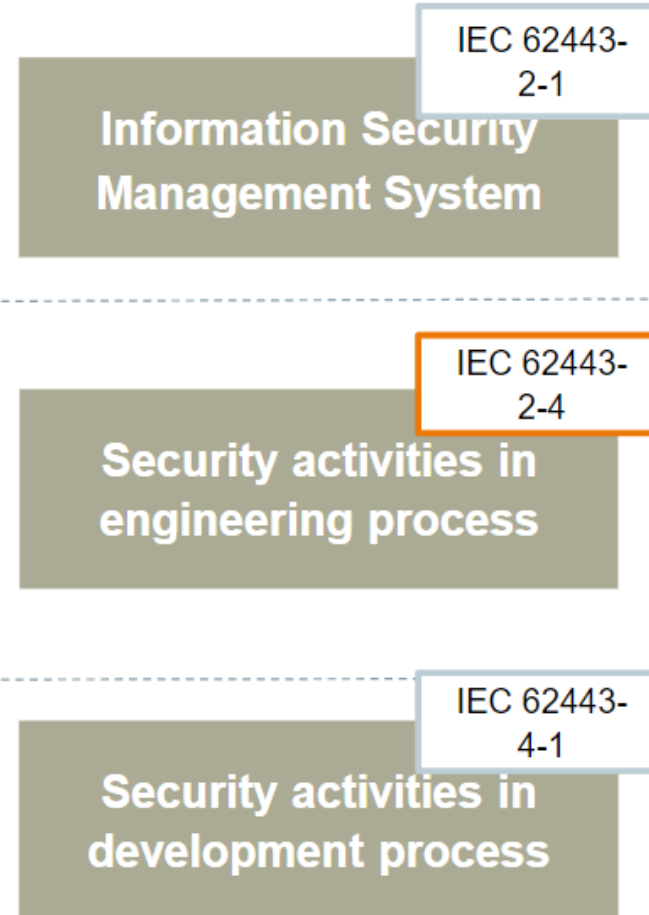 IEC 62443-
2-1
Information Security
Management System
IEC 62443-
2-4
Security activities in
engineering process
IEC 62443-
4-1
Security activities in
development process